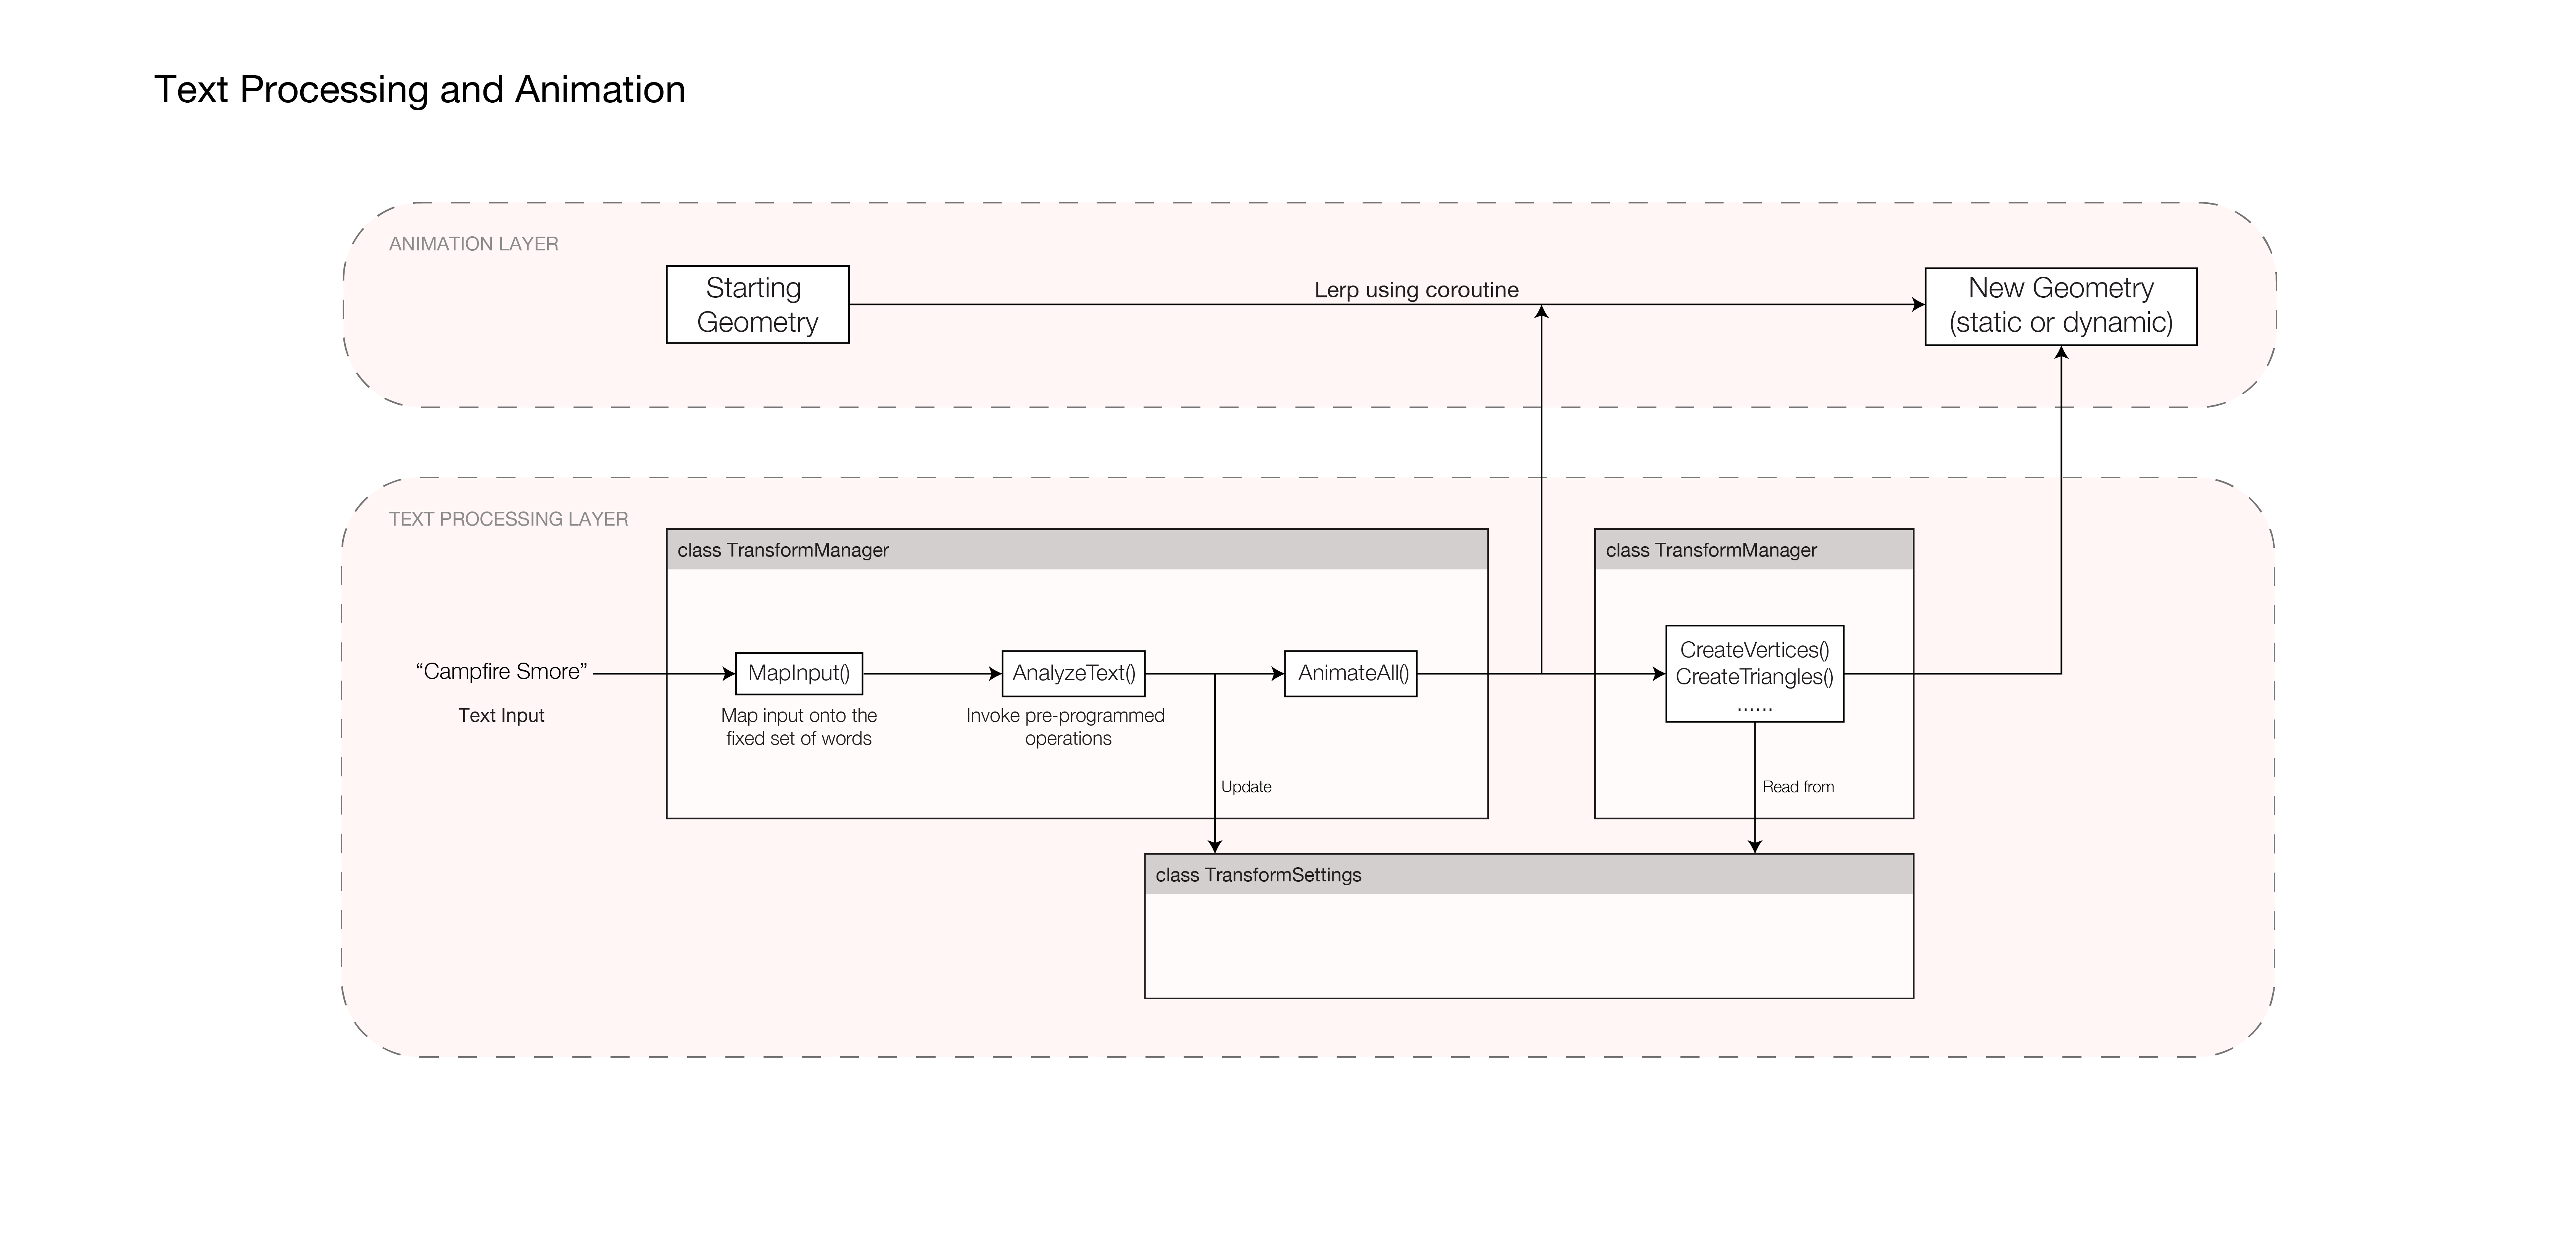 Text Processing and Animation
ANIMATION LAYER
Starting
Geometry
Lerp using coroutine
New Geometry
(static or dynamic)
TEXT PROCESSING LAYER
class TransformManager
class TransformManager
“Campfire Smore”
Text Input
MapInput()
Map input onto the
fixed set of words
AnalyzeText()
Invoke pre-programmed
operations
AnimateAll()
CreateVertices()
CreateTriangles()
......
Update
Read from
class TransformSettings